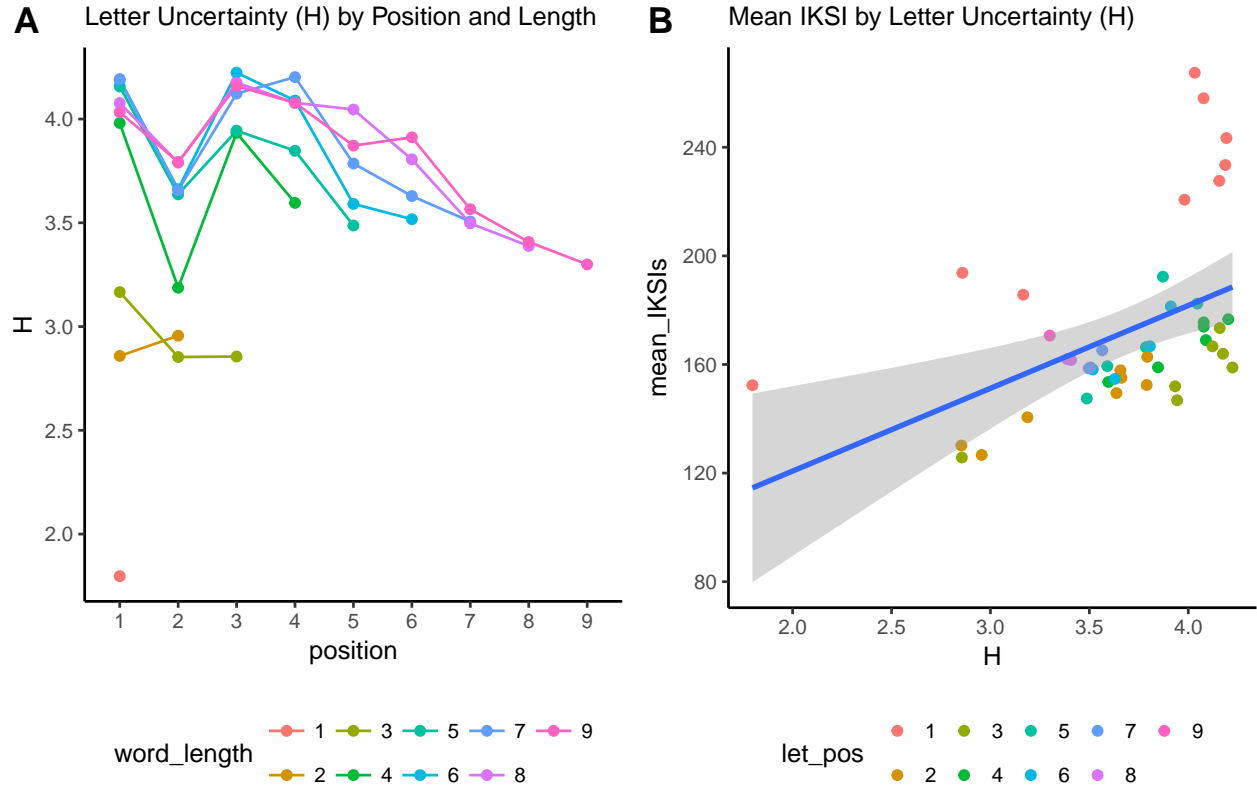 A Letter Uncertainty (H) by Position and Length
4.0
3.5
3.0
2.5
2.0
H
1 2 3 4 5 6 7 8 9
position
word_length
1 3 5 7 9
2 4 6 8
B Mean IKSI by Letter Uncertainty (H)
240
200
160
120
80
mean_IKSIs
2.0 2.5 3.0 3.5 4.0
H
let_pos
1 3 5 7 9
2 4 6 8